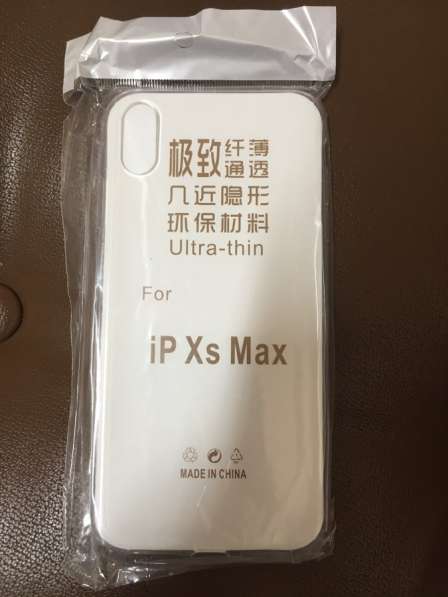 极致纤薄
通透
几近隐形
环保材料
Ultra-thin
For
iP Xs Max
MADE IN CHINA